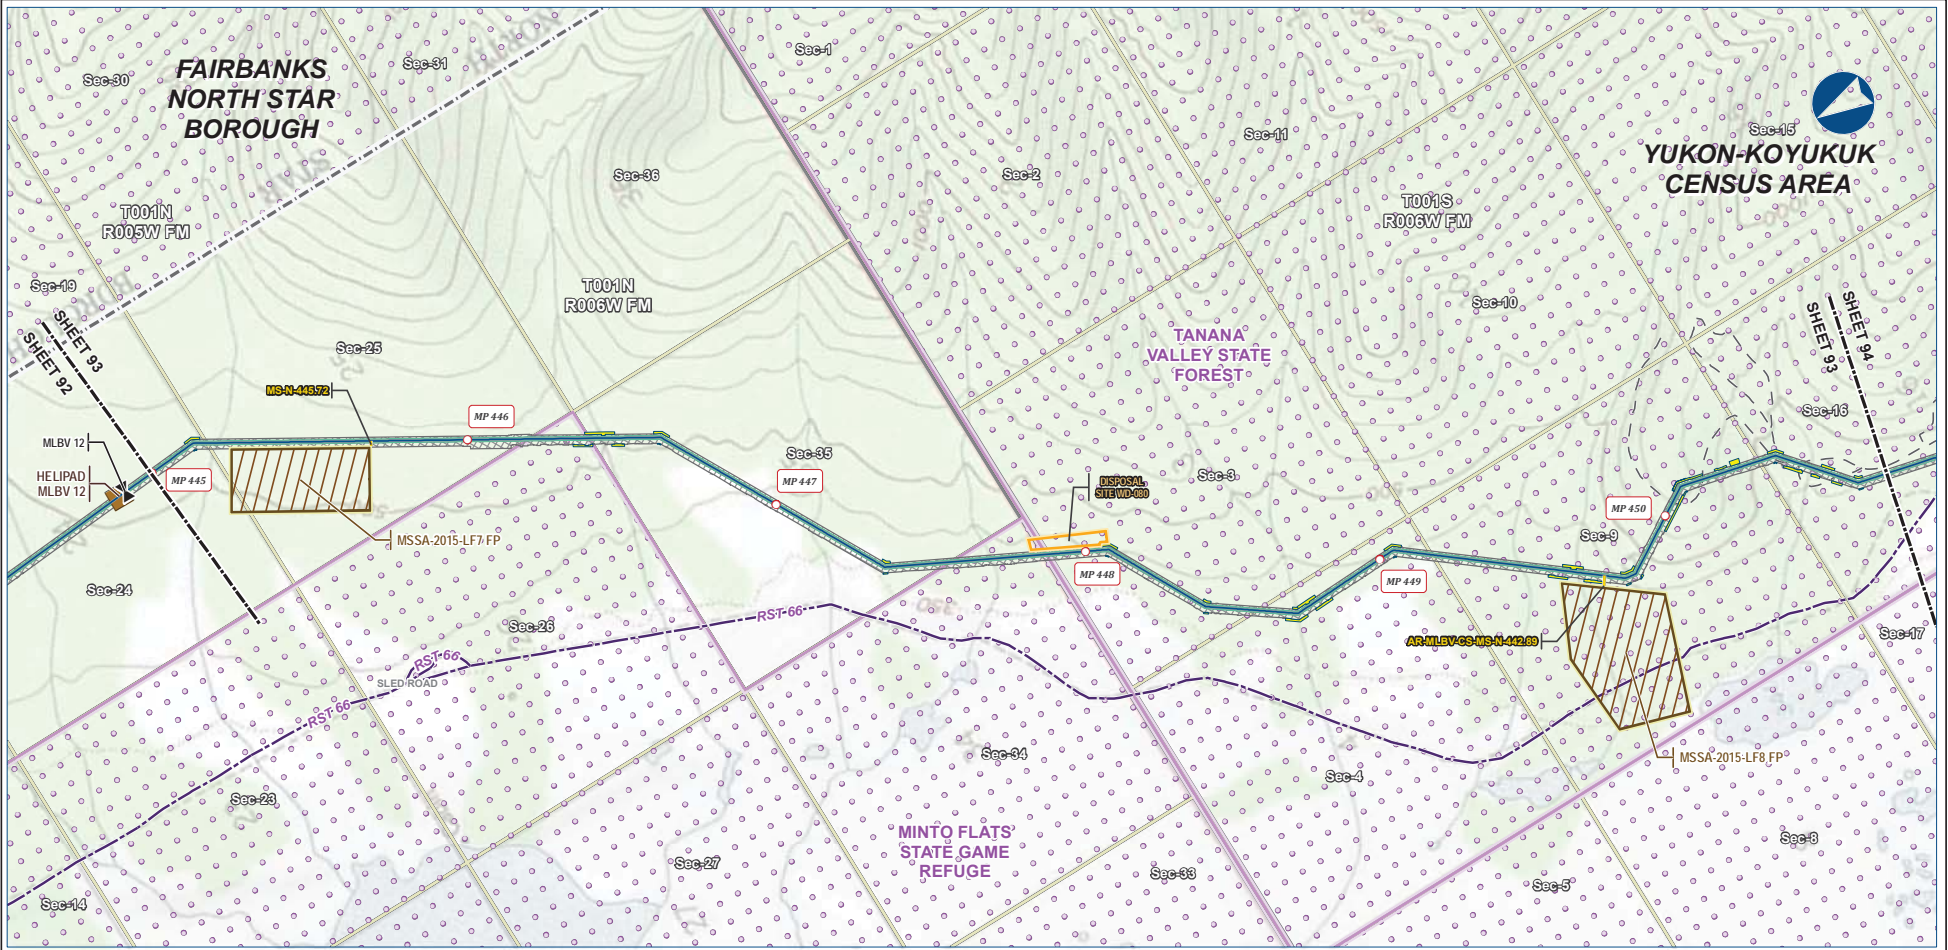 Sec-1
Sec-30
Sec-31
FAIRBANKS
NORTH STAR
BOROUGH
Sec-11
Sec-15
YUKON-KOYUKUK
CENSUS AREA
Sec-36
Sec-2
T001N
R005W FM
T001S
R006W FM
Sec-19
T001N
R006W FM
Sec-10
SHEET 93
SHEET 92
SHEET 94
SHEET 93
Sec-25
TANANA
VALLEY STATE
FOREST
MS-N-445.72
MP 446
Sec-16
MLBV 12
Sec-35
HELIPAD
MLBV 12
MP 445
MP 447
DISPOSAL
SITE WD-080
Sec-3
MP 450
MSSA-2015-LF7 FP
Sec-9
Sec-24
MP 448
MP 449
RST 66
Sec-26
AR-MLBV-CS-MS-N-442.89
Sec-17
RST 66
SLED ROAD
RST 66
Sec-34
MSSA-2015-LF8 FP
Sec-4
Sec-23
MINTO FLATS
STATE GAME
REFUGE
Sec-8
Sec-27
Sec-33
Sec-5
Sec-14